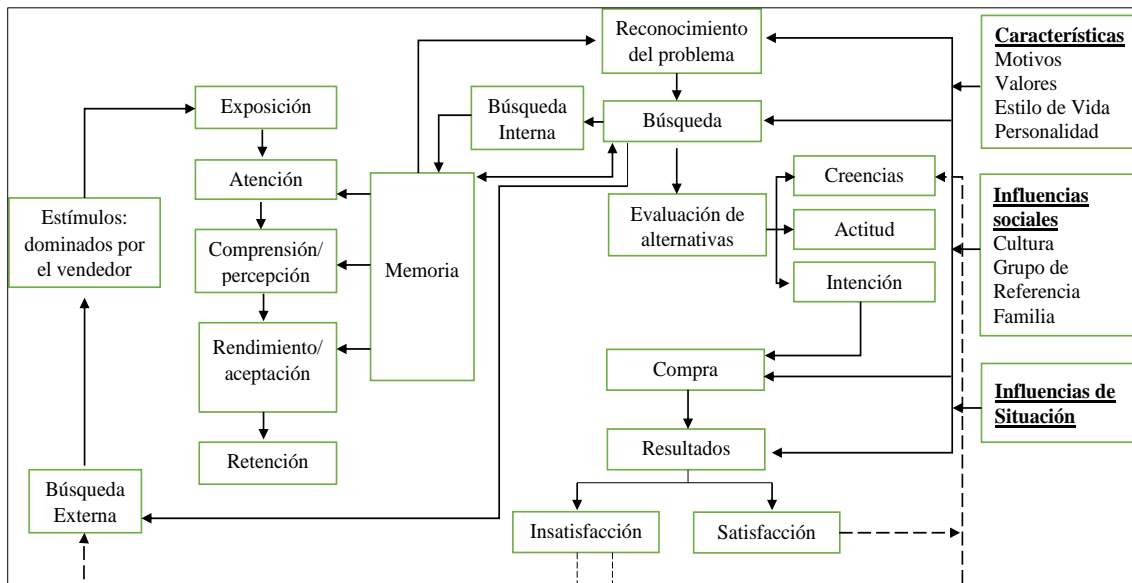 Reconocimiento
del problema
Características
Motivos
Valores
Estilo de Vida
Personalidad
Exposición
Búsqueda
Interna
Búsqueda
Atención
Creencias
Estímulos:
dominados por
el vendedor
Evaluación de
alternativas
Actitud
Influencias
sociales
Cultura
Grupo de
Referencia
Familia
Comprensión/
percepción
Memoria
Intención
Rendimiento/
aceptación
Compra
Influencias de
Situación
Retención
Resultados
Búsqueda
Externa
Insatisfacción
Satisfacción